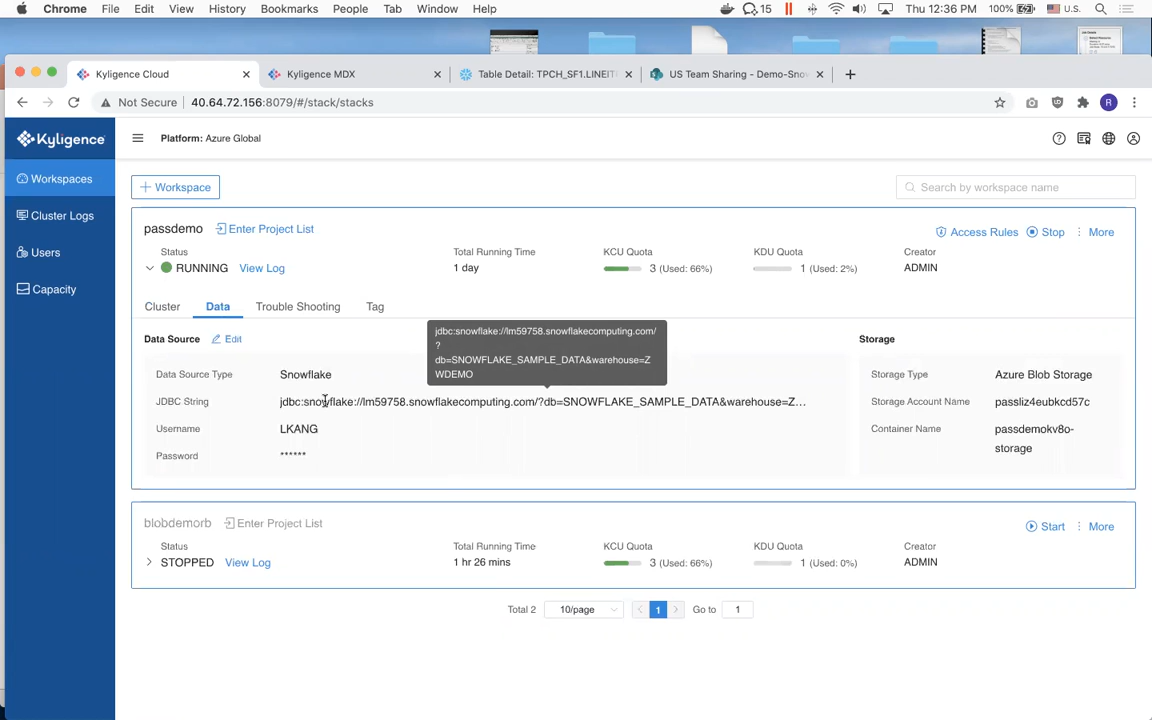 Chrome File Edit View History Bookmarks People Tab Window Help 15 Thu 12:36 PM 100% U.S.
Kyligence Cloud Kyligence MDX Table Detail: TPCH_SF1.LINEIT US Team Sharing - Demo-Snow
Not Secure 40.64.72.156:8079/#/stack/stacks R
Kyligence Platform: Azure Global
Workspaces
Cluster Logs
Users
Capacity
Workspace Search by workspace name
passdemo Enter Project List
Access Rules Stop More
Status Total Running Time KCU Quota KDU Quota Creator
RUNNING View Log 1 day 3 (Used: 66%) 1 (Used: 2%) ADMIN
Cluster Data Trouble Shooting Tag
jdbc:snowflake://lm59758.snowflakecomputing.com/
?
db=SNOWFLAKE_SAMPLE_DATA&warehouse=Z
WDEMO
Data Source Edit
Data Source Type Snowflake
JDBC String jdbc:snowflake://lm59758.snowflakecomputing.com/?db=SNOWFLAKE_SAMPLE_DATA&warehouse=Z...
Username LKANG
Password ******
Storage
Storage Type Azure Blob Storage
Storage Account Name passliz4eubkcd57c
Container Name passdemokv8o-
storage
blobdemorb Enter Project List
Start More
Status Total Running Time KCU Quota KDU Quota Creator
STOPPED View Log 1 hr 26 mins 3 (Used: 66%) 1 (Used: 0%) ADMIN
Total 2 10/page 1 Go to 1